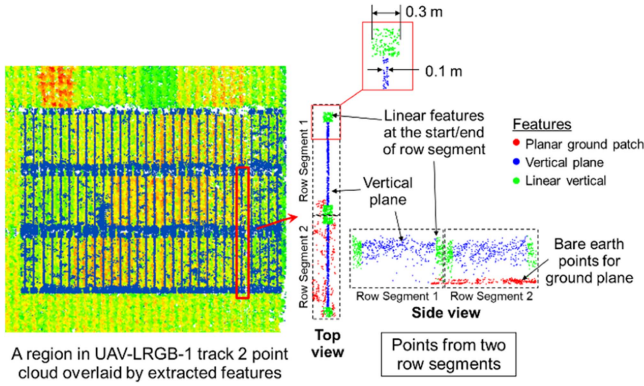 0.3 m
0.1 m
Linear features
at the start/end
of row segment
Features
Planar ground patch
Vertical plane
Linear vertical
Row Segment 1
Vertical
plane
Row Segment 2
Bare earth
points for
ground plane
Row Segment 1
Row Segment 2
Side view
Top
view
Points from two
row segments
A region in UAV-LRGB-1 track 2 point
cloud overlaid by extracted features